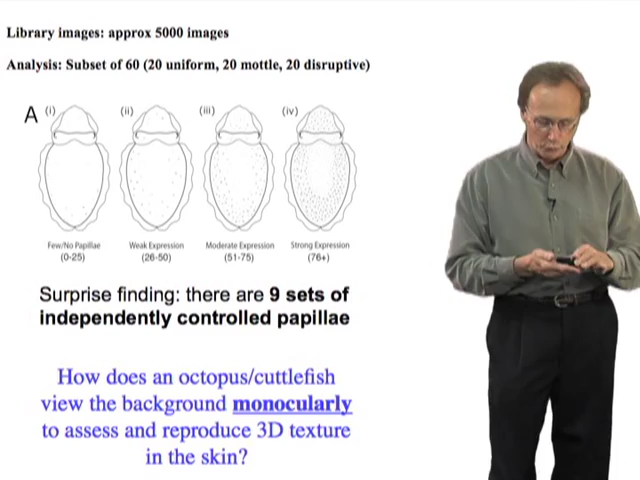 Library images: approx 5000 images
Analysis: Subset of 60 (20 uniform, 20 mottle, 20 disruptive)
A (i) (ii) (iii) (iv)
Few/No Papillae Weak Expression Moderate Expression Strong Expression
(0-25) (26-50) (51-75) (76+)
Surprise finding: there are 9 sets of
independently controlled papillae
How does an octopus/cuttlefish
view the background monocularly
to assess and reproduce 3D texture
in the skin?